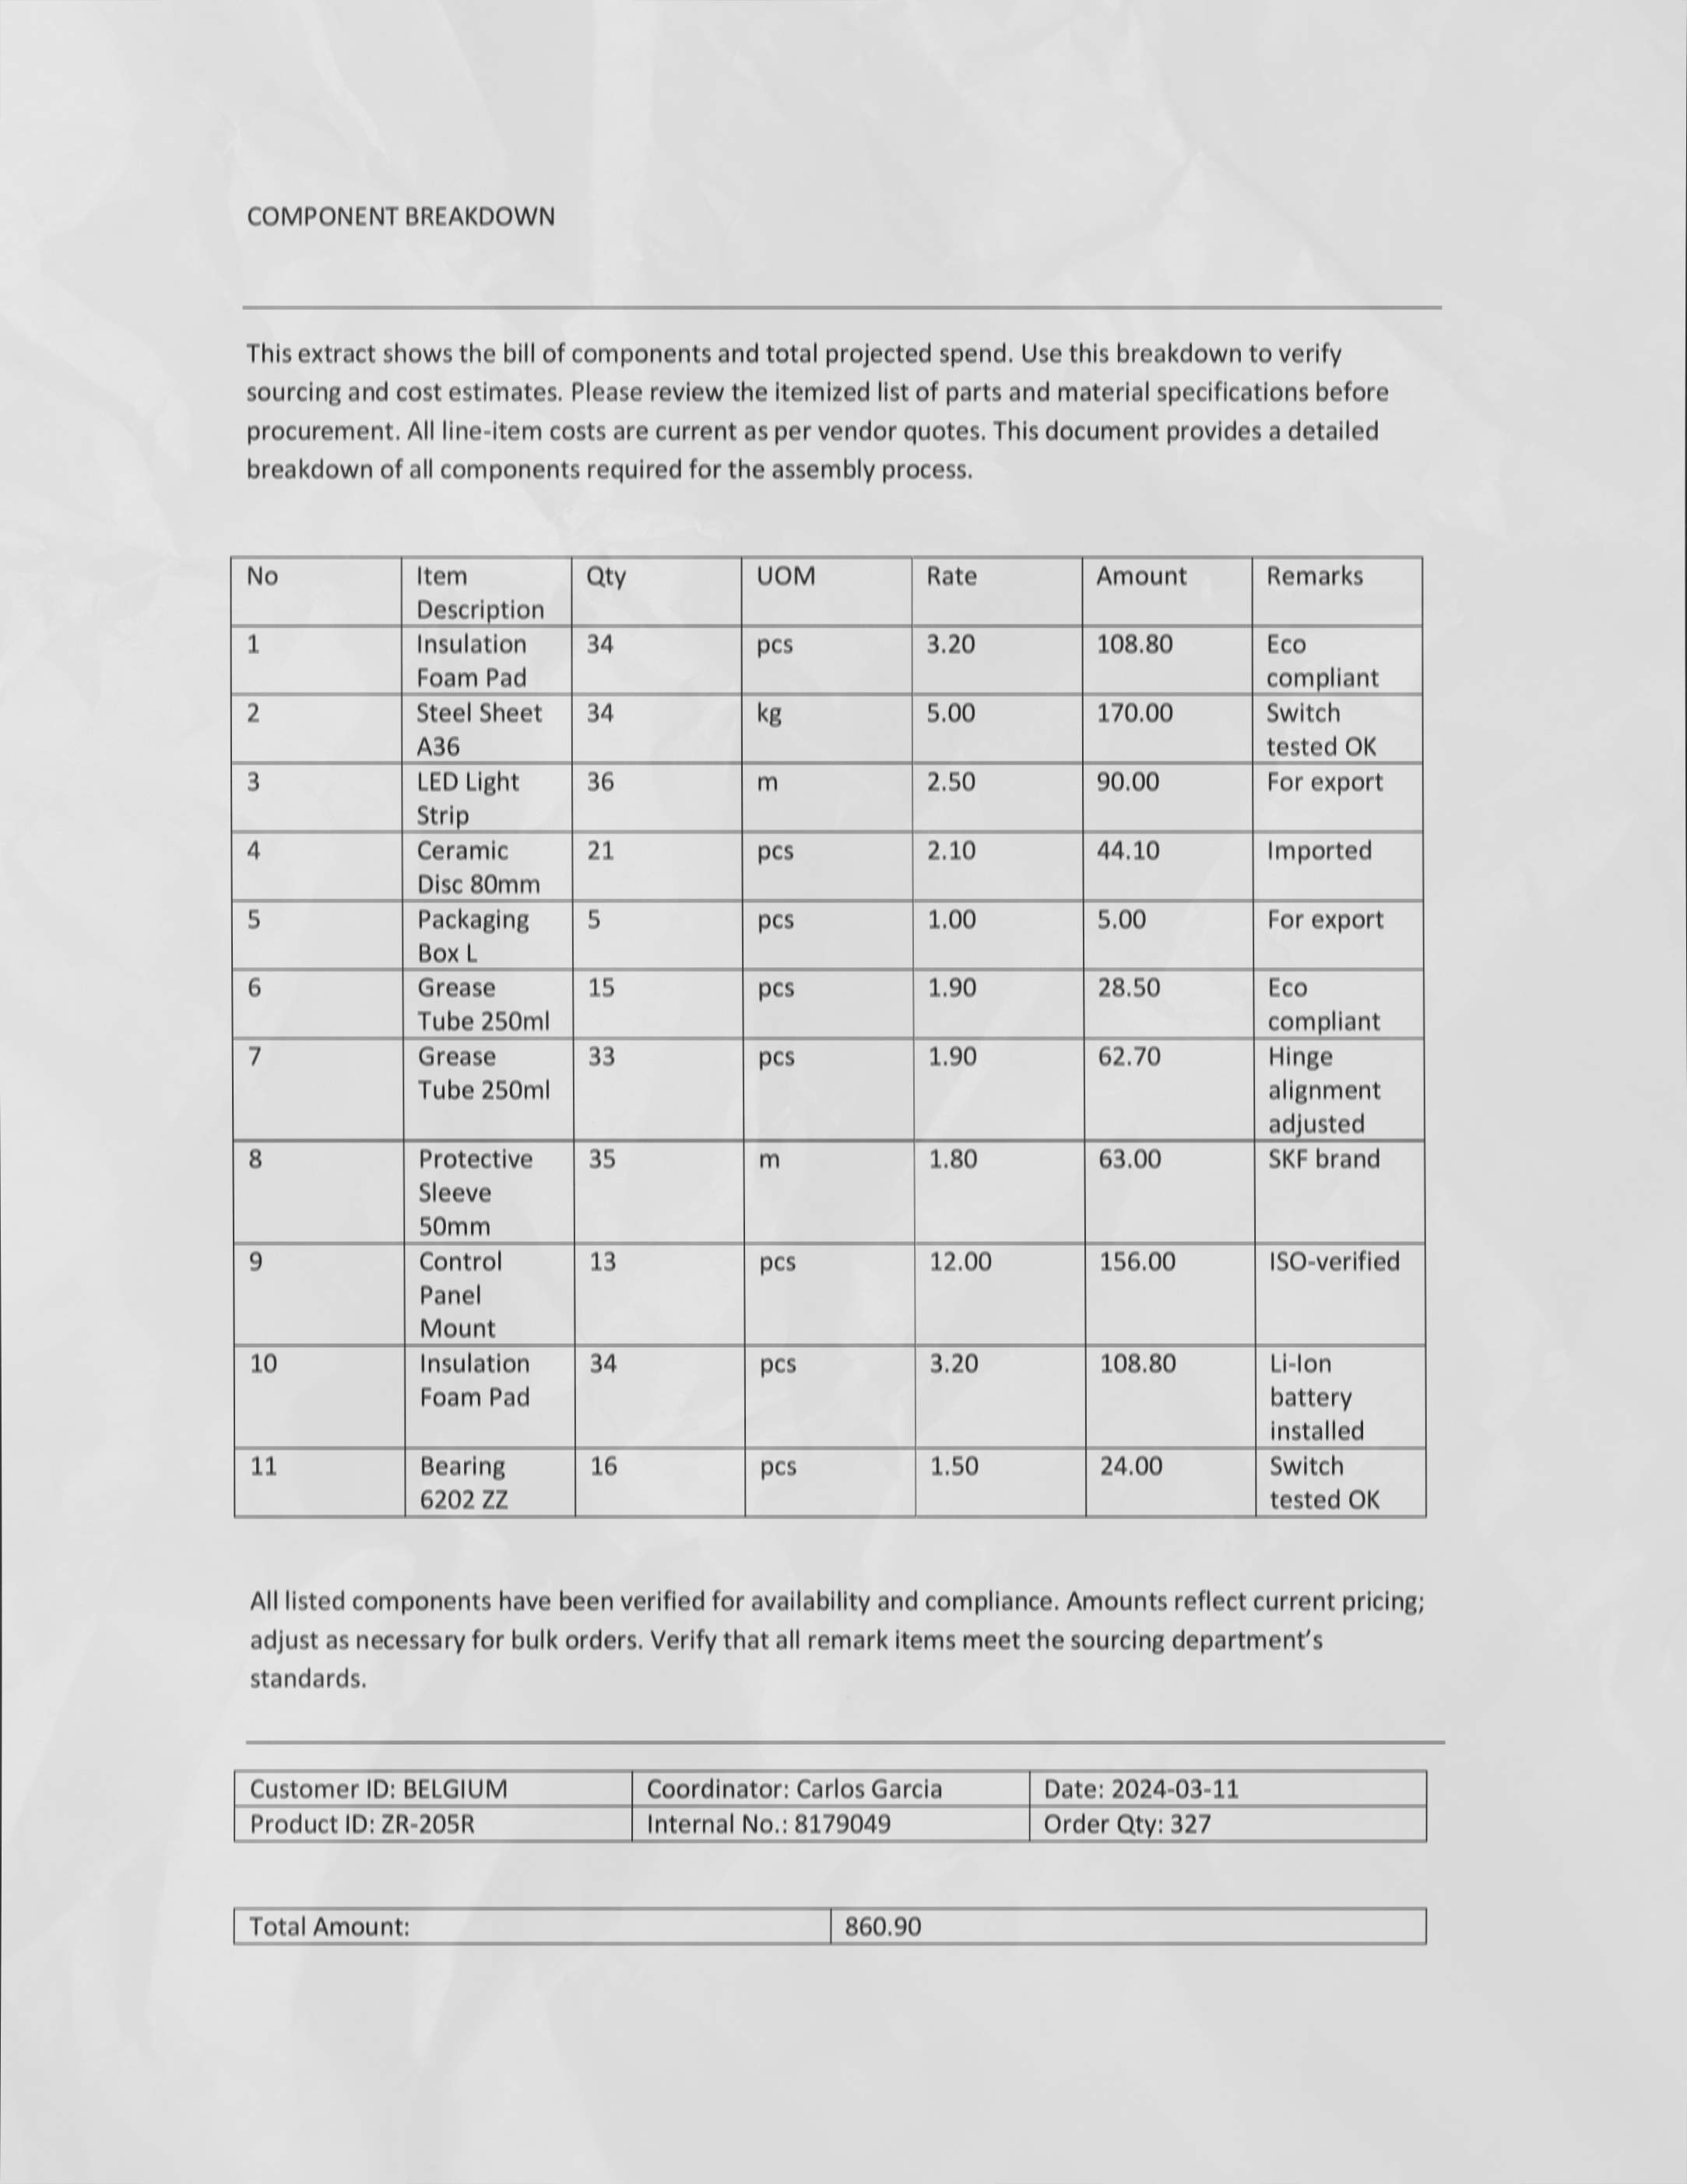 COMPONENT BREAKDOWN
This extract shows the bill of components and total projected spend. Use this breakdown to verify
sourcing and cost estimates. Please review the itemized list of parts and material specifications before
procurement. All line-item costs are current as per vendor quotes. This document provides a detailed
breakdown of all components required for the assembly process.
No Item Description Qty UOM Rate Amount Remarks
1 Insulation Foam Pad 34 pcs 3.20 108.80 Eco compliant
2 Steel Sheet A36 34 kg 5.00 170.00 Switch tested OK
3 LED Light Strip 36 m 2.50 90.00 For export
4 Ceramic Disc 80mm 21 pcs 2.10 44.10 Imported
5 Packaging Box L 5 pcs 1.00 5.00 For export
6 Grease Tube 250ml 15 pcs 1.90 28.50 Eco compliant
7 Grease Tube 250ml 33 pcs 1.90 62.70 Hinge alignment adjusted
8 Protective Sleeve 50mm 35 m 1.80 63.00 SKF brand
9 Control Panel Mount 13 pcs 12.00 156.00 ISO-verified
10 Insulation Foam Pad 34 pcs 3.20 108.80 Li-Ion battery installed
11 Bearing 6202 ZZ 16 pcs 1.50 24.00 Switch tested OK
All listed components have been verified for availability and compliance. Amounts reflect current pricing;
adjust as necessary for bulk orders. Verify that all remark items meet the sourcing department’s
standards.
Customer ID: BELGIUM Coordinator: Carlos Garcia Date: 2024-03-11
Product ID: ZR-205R Internal No.: 8179049 Order Qty: 327
Total Amount: 860.90